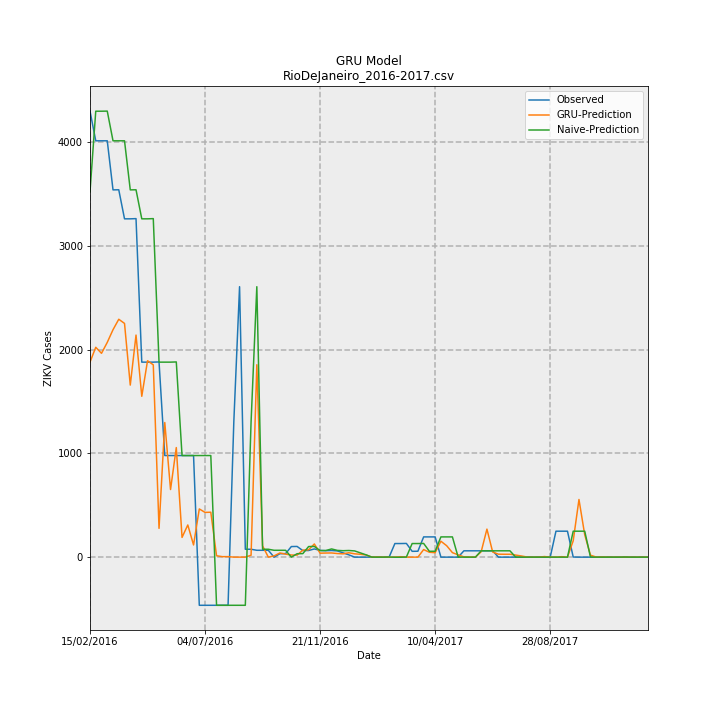 GRU Model
RioDeJaneiro_2016-2017.csv
Observed
GRU-Prediction
Naive-Prediction
4000
3000
2000
1000
0
ZIKV Cases
15/02/2016
04/07/2016
21/11/2016
10/04/2017
28/08/2017
Date